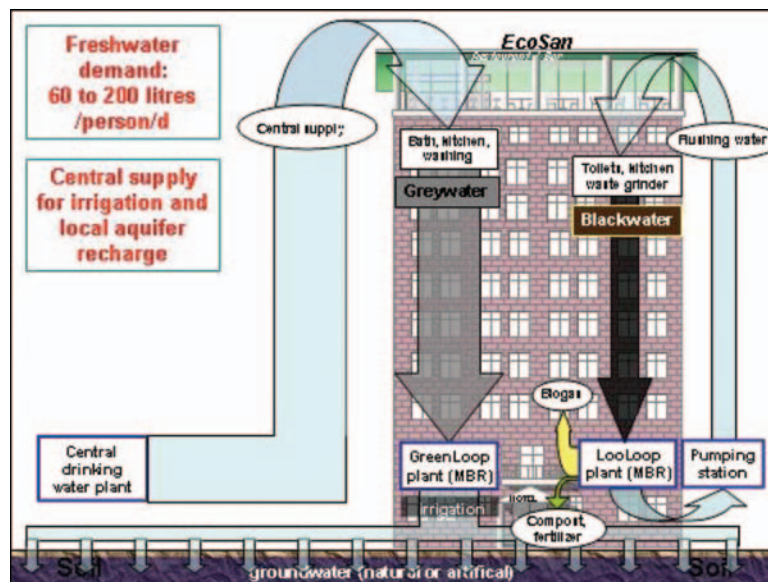 EcoSan
Freshwater
demand:
60 to 200 litres
/person/d
Central supply
for irrigation and
local aquifer
recharge
Central supply
Bath, kitchen,
washing
Greywater
Toilets, kitchen
waste grinder
Blackwater
Flushing water
Biogas
Central
drinking
water plant
GreenLoop
plant (MBR)
LooLoop
plant (MBR)
Pumping
station
irrigation
HOTEL
Compost,
fertilizer
Soil
Soil
groundwater (natural or artifical)